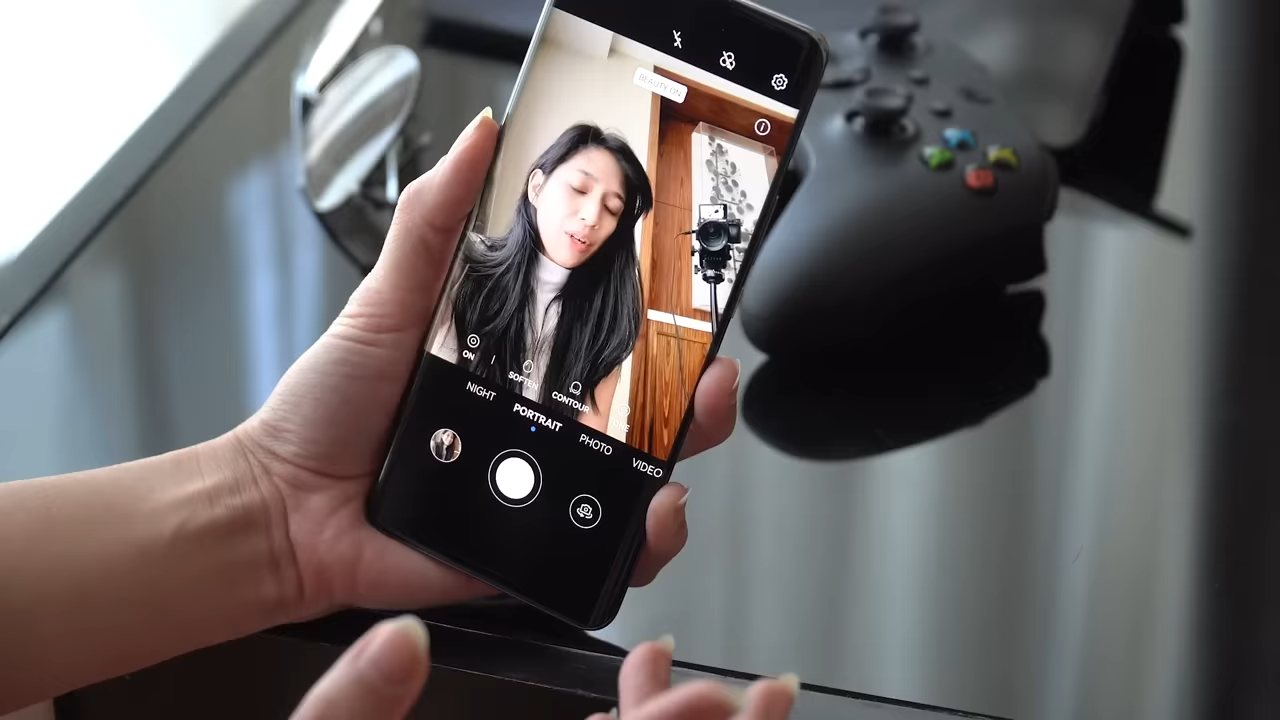 BEAUTY ON
ON
SOFTEN
CONTOUR
NIGHT
PORTRAIT
PHOTO
VIDEO